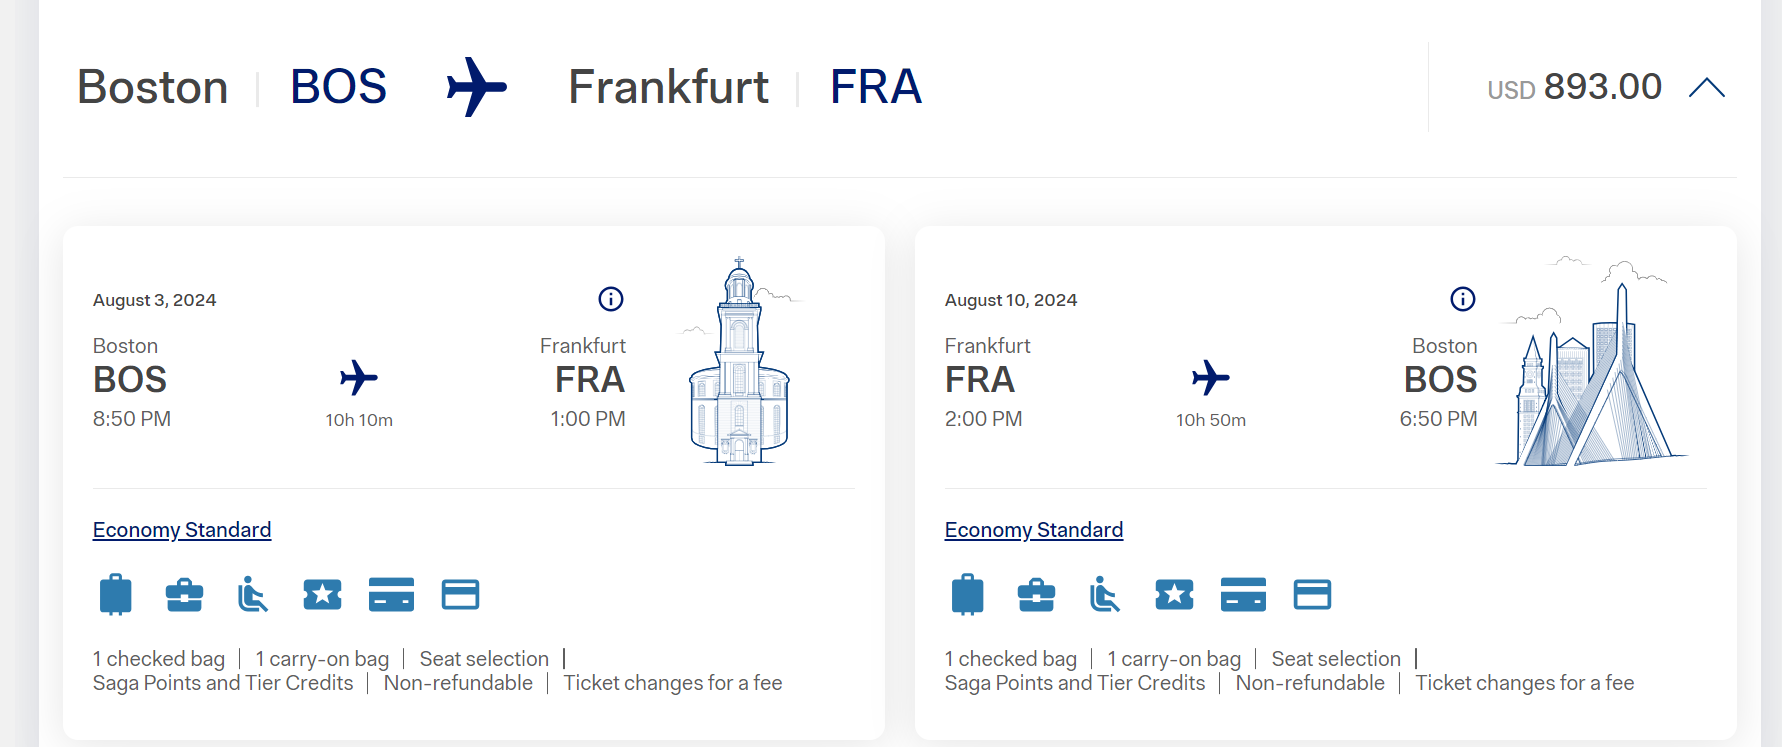 Boston | BOS Frankfurt | FRA USD 893.00
August 3, 2024
Boston Frankfurt
BOS FRA
8:50 PM 10h 10m 1:00 PM
Economy Standard
1 checked bag | 1 carry-on bag | Seat selection |
Saga Points and Tier Credits | Non-refundable | Ticket changes for a fee
August 10, 2024
Frankfurt Boston
FRA BOS
2:00 PM 10h 50m 6:50 PM
Economy Standard
1 checked bag | 1 carry-on bag | Seat selection |
Saga Points and Tier Credits | Non-refundable | Ticket changes for a fee